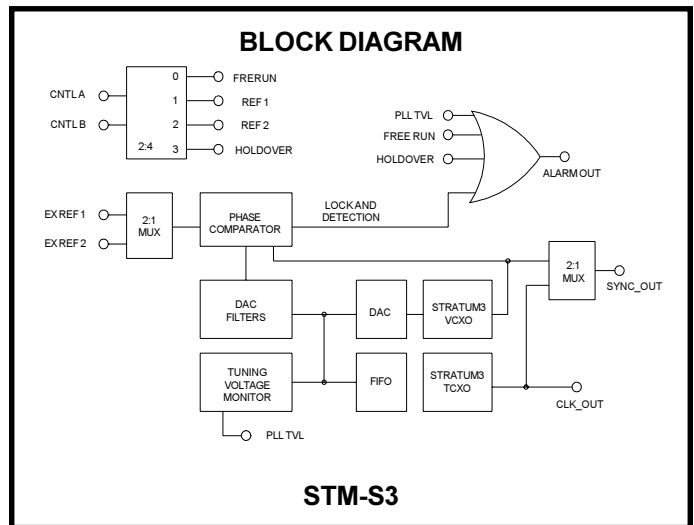 BLOCK DIAGRAM
CNTL A
CNTL B
0
1
2
3
2:4
FRERUN
REF 1
REF 2
HOLDOVER
PLL TVL
FREE RUN
HOLDOVER
ALARM OUT
EX REF 1
EX REF 2
2:1
MUX
PHASE
COMPARATOR
LOCK AND
DETECTION
2:1
MUX
SYNC_OUT
DAC
FILTERS
DAC
STRATUM3
VCXO
TUNING
VOLTAGE
MONITOR
FIFO
STRATUM3
TCXO
CLK_OUT
PLL TVL
STM-S3